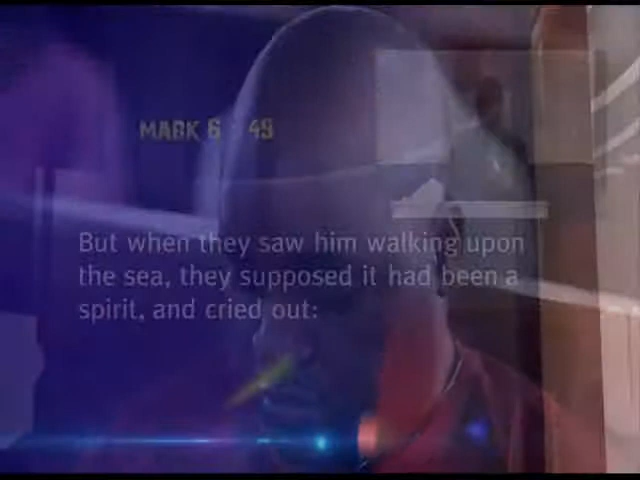 MARK 6 : 49
But when they saw him walking upon
the sea, they supposed it had been a
spirit, and cried out: